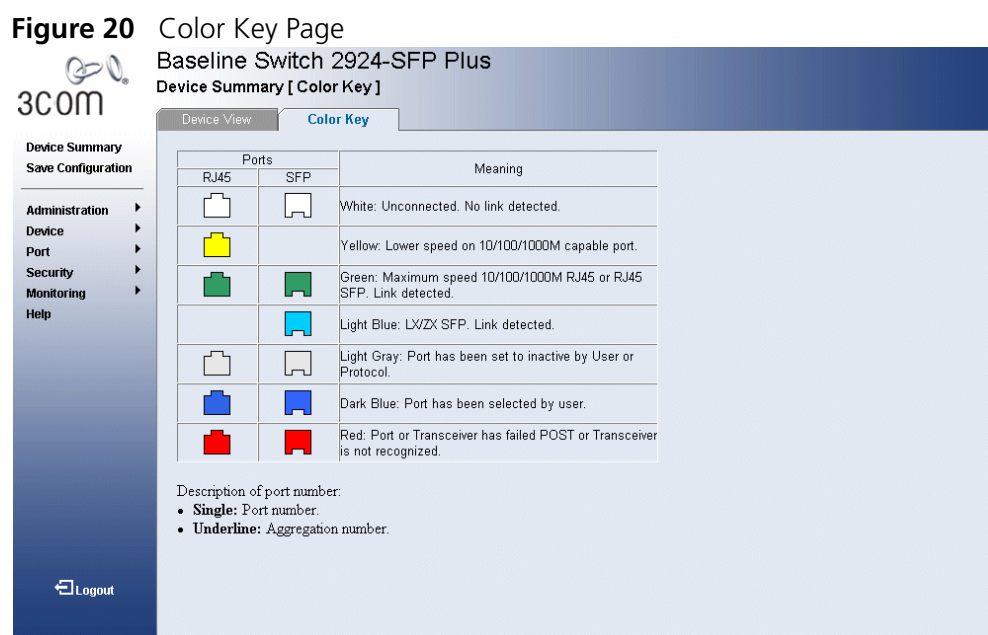 Figure 20 Color Key Page
3COM
Baseline Switch 2924-SFP Plus
Device Summary [ Color Key ]
Device View
Color Key
Device Summary
Save Configuration
Administration
Device
Port
Security
Monitoring
Help
Logout
Ports
Meaning
RJ45
SFP
White: Unconnected. No link detected.
Yellow: Lower speed on 10/100/1000M capable port.
Green: Maximum speed 10/100/1000M RJ45 or RJ45
SFP. Link detected.
Light Blue: LX/ZX SFP. Link detected.
Light Gray: Port has been set to inactive by User or
Protocol.
Dark Blue: Port has been selected by user.
Red: Port or Transceiver has failed POST or Transceiver
is not recognized.
Description of port number:
• Single: Port number.
• Underline: Aggregation number.